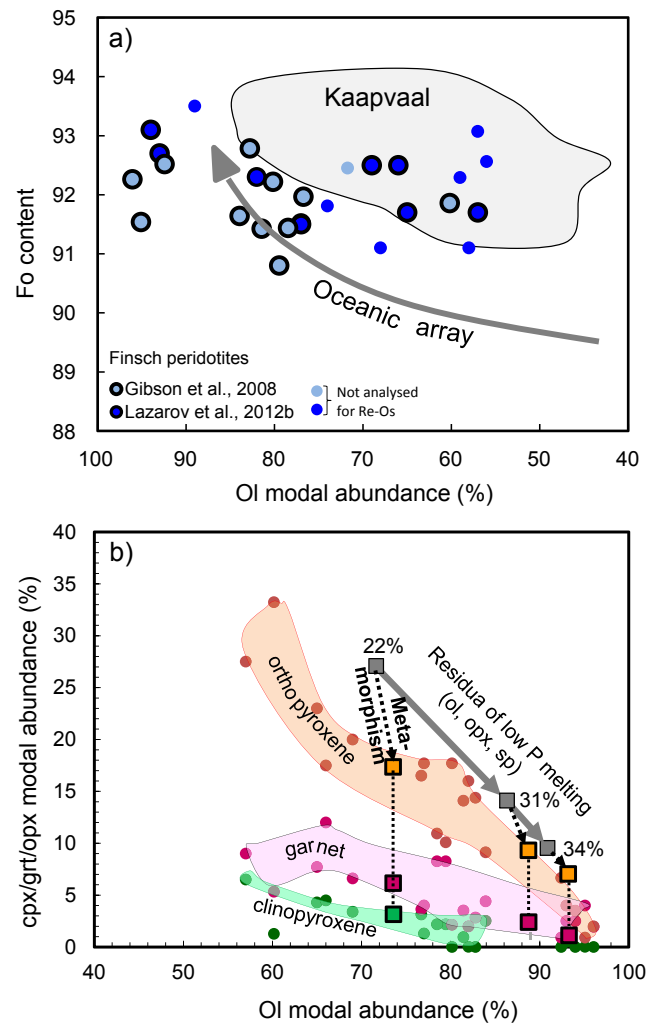 95
94
93
92
91
90
89
88
Fo content
a)
Kaapvaal
Oceanic array
Finsch peridotites
Gibson et al., 2008
Lazarov et al., 2012b
Not analysed
for Re-Os
100
90
80
70
60
50
40
Ol modal abundance (%)
40
35
30
25
20
15
10
5
0
cpx/grt/opx modal abundance (%)
b)
22%
31%
34%
Residua of low P melting
(ol, opx, sp)
Meta-
morphism
orthopyroxene
garnet
clinopyroxene
40
50
60
70
80
90
100
Ol modal abundance (%)